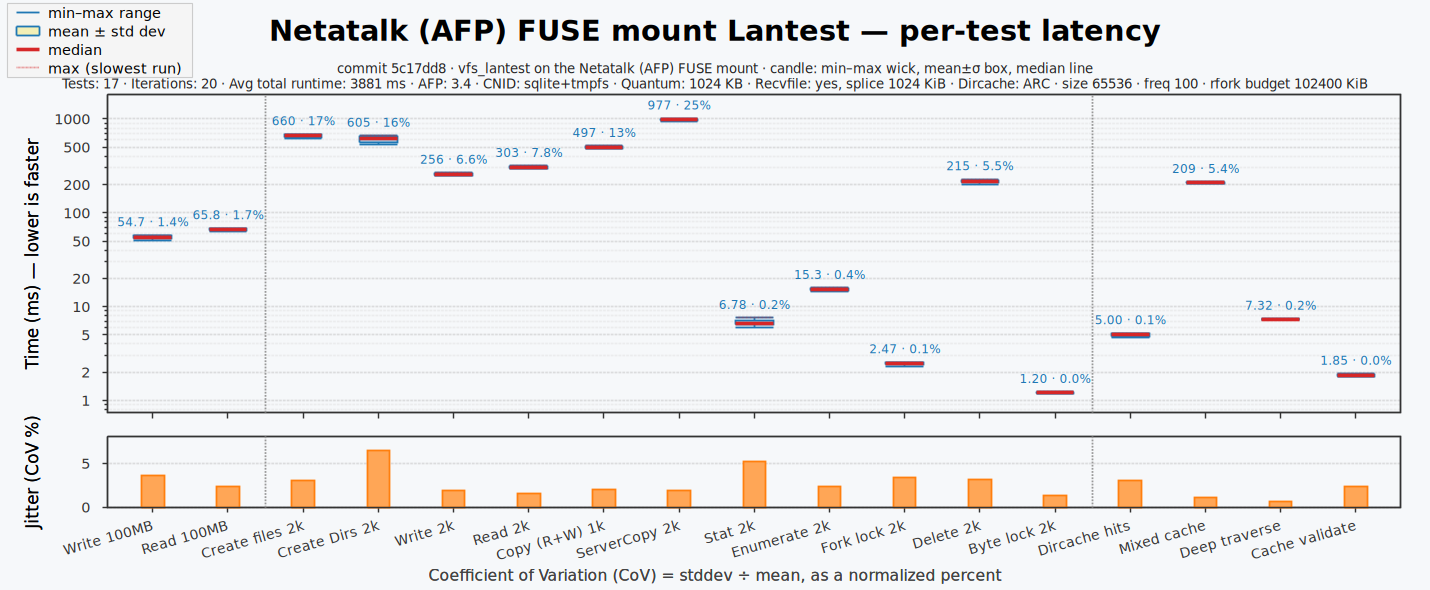 min–max range
mean ± std dev
median
max (slowest run)
Netatalk (AFP) FUSE mount Lantest — per-test latency
commit 5c17dd8 · vfs_lantest on the Netatalk (AFP) FUSE mount · candle: min–max wick, mean±σ box, median line
Tests: 17 · Iterations: 20 · Avg total runtime: 3881 ms · AFP: 3.4 · CNID: sqlite+tmpfs · Quantum: 1024 KB · Recvfile: yes, splice 1024 KiB · Dircache: ARC · size 65536 · freq 100 · rfork budget 102400 KiB
Time (ms) — lower is faster
1000
500
200
100
50
20
10
5
2
1
54.7 · 1.4%
65.8 · 1.7%
660 · 17%
605 · 16%
256 · 6.6%
303 · 7.8%
497 · 13%
977 · 25%
6.78 · 0.2%
15.3 · 0.4%
2.47 · 0.1%
215 · 5.5%
1.20 · 0.0%
5.00 · 0.1%
209 · 5.4%
7.32 · 0.2%
1.85 · 0.0%
Jitter (CoV %)
5
0
Write 100MB
Read 100MB
Create files 2k
Create Dirs 2k
Write 2k
Read 2k
Copy (R+W) 1k
ServerCopy 2k
Stat 2k
Enumerate 2k
Fork lock 2k
Delete 2k
Byte lock 2k
Dircache hits
Mixed cache
Deep traverse
Cache validate
Coefficient of Variation (CoV) = stddev ÷ mean, as a normalized percent